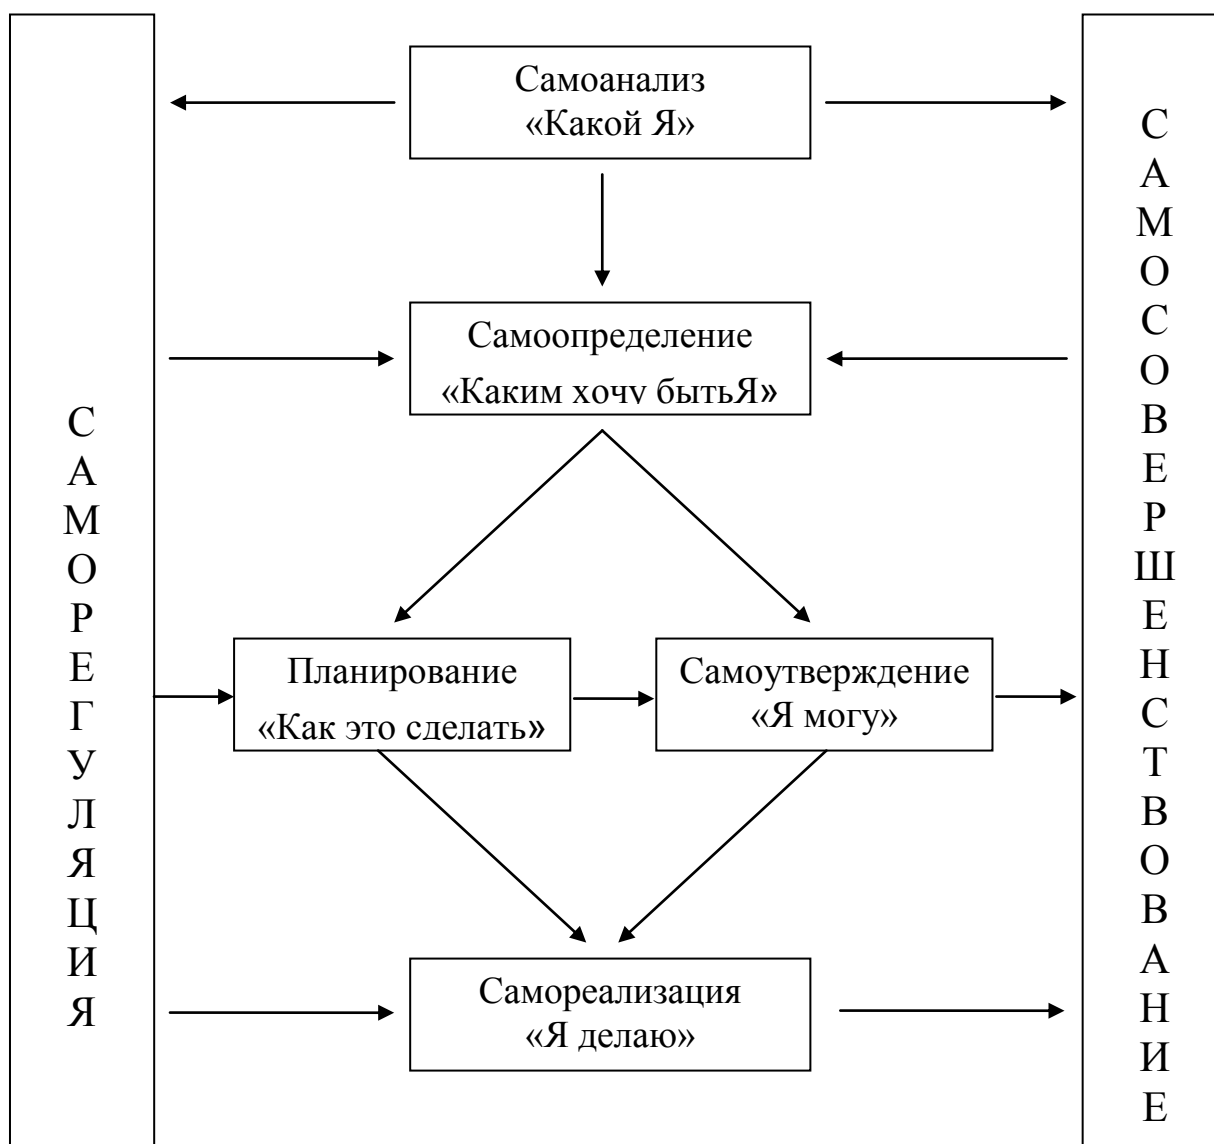 Самоанализ
«Какой Я»
Самоопределение
«Каким хочу бытьЯ»
Планирование
«Как это сделать»
Самоутверждение
«Я могу»
Самореализация
«Я делаю»
САМОРЕГУЛЯЦИЯ
САМОСОВЕРШЕНСТВОВАНИЕ